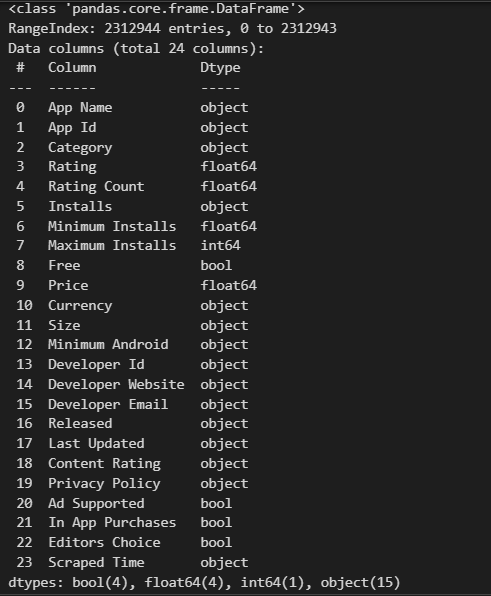 <class 'pandas.core.frame.DataFrame'>
RangeIndex: 2312944 entries, 0 to 2312943
Data columns (total 24 columns):
 #   Column             Dtype
---  ------             -----
 0   App Name           object
 1   App Id             object
 2   Category           object
 3   Rating             float64
 4   Rating Count       float64
 5   Installs           object
 6   Minimum Installs   float64
 7   Maximum Installs   int64
 8   Free               bool
 9   Price              float64
 10  Currency           object
 11  Size               object
 12  Minimum Android    object
 13  Developer Id       object
 14  Developer Website  object
 15  Developer Email    object
 16  Released           object
 17  Last Updated       object
 18  Content Rating     object
 19  Privacy Policy     object
 20  Ad Supported       bool
 21  In App Purchases   bool
 22  Editors Choice     bool
 23  Scraped Time       object
dtypes: bool(4), float64(4), int64(1), object(15)